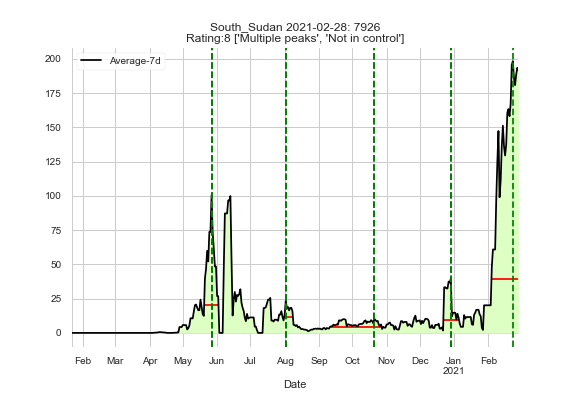 South_Sudan 2021-02-28: 7926
Rating:8 ['Multiple peaks', 'Not in control']
Average-7d
200
175
150
125
100
75
50
25
0
Feb Mar Apr May Jun Jul Aug Sep Oct Nov Dec Jan Feb
2021
Date